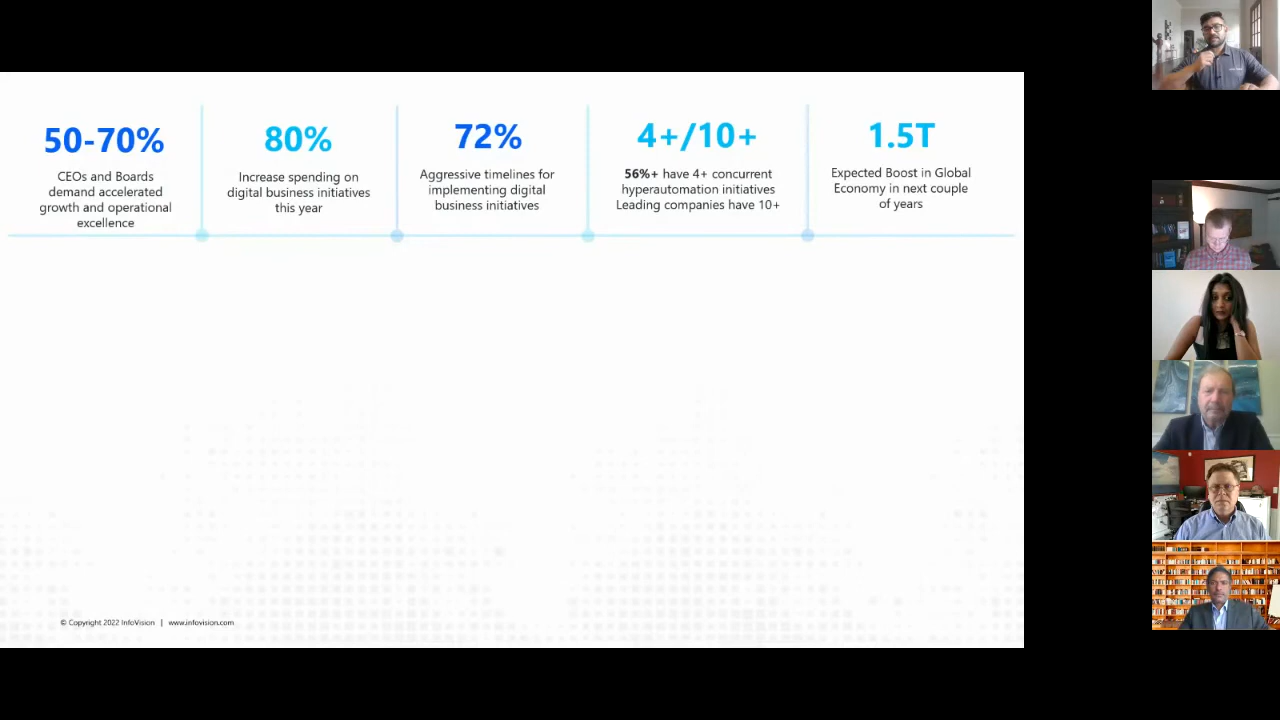 50-70%
CEOs and Boards
demand accelerated
growth and operational
excellence
80%
Increase spending on
digital business initiatives
this year
72%
Aggressive timelines for
implementing digital
business initiatives
4+/10+
56%+ have 4+ concurrent
hyperautomation initiatives
Leading companies have 10+
1.5T
Expected Boost in Global
Economy in next couple
of years
© Copyright 2022 InfoVision | www.infovision.com